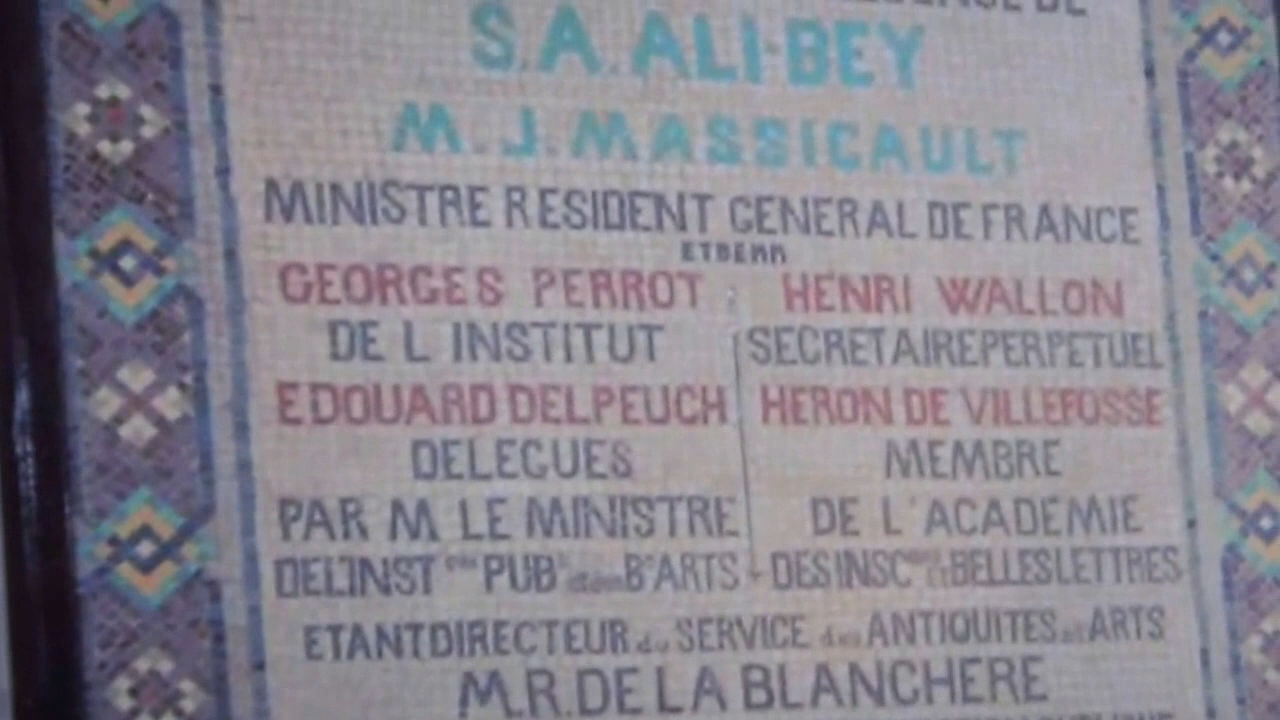 DE
S.A. ALI-BEY
M. J. MASSICAULT
MINISTRE RESIDENT GENERAL DE FRANCE
GEORGES PERROT HENRI WALLON
DE L INSTITUT SECRETAIRE PERPETUEL
EDOUARD DELPEUCH HERON DE VILLEFOSSE
DELEGUES MEMBRE
PAR M LE MINISTRE DE L'ACADEMIE
DE L'INST PUB B ARTS DES INSC ET BELLES LETTRES
ETANT DIRECTEUR du SERVICE des ANTIQUITES et ARTS
M.R. DE LA BLANCHERE